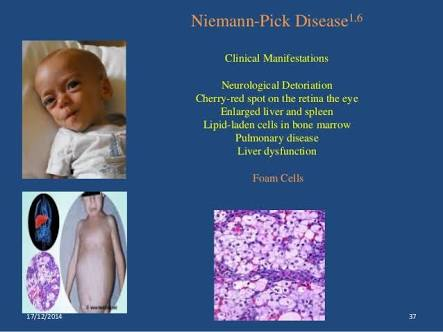 Niemann-Pick Disease1,6
Clinical Manifestations
Neurological Detoriation
Cherry-red spot on the retina the eye
Enlarged liver and spleen
Lipid-laden cells in bone marrow
Pulmonary disease
Liver dysfunction
Foam Cells
17/12/2014
37